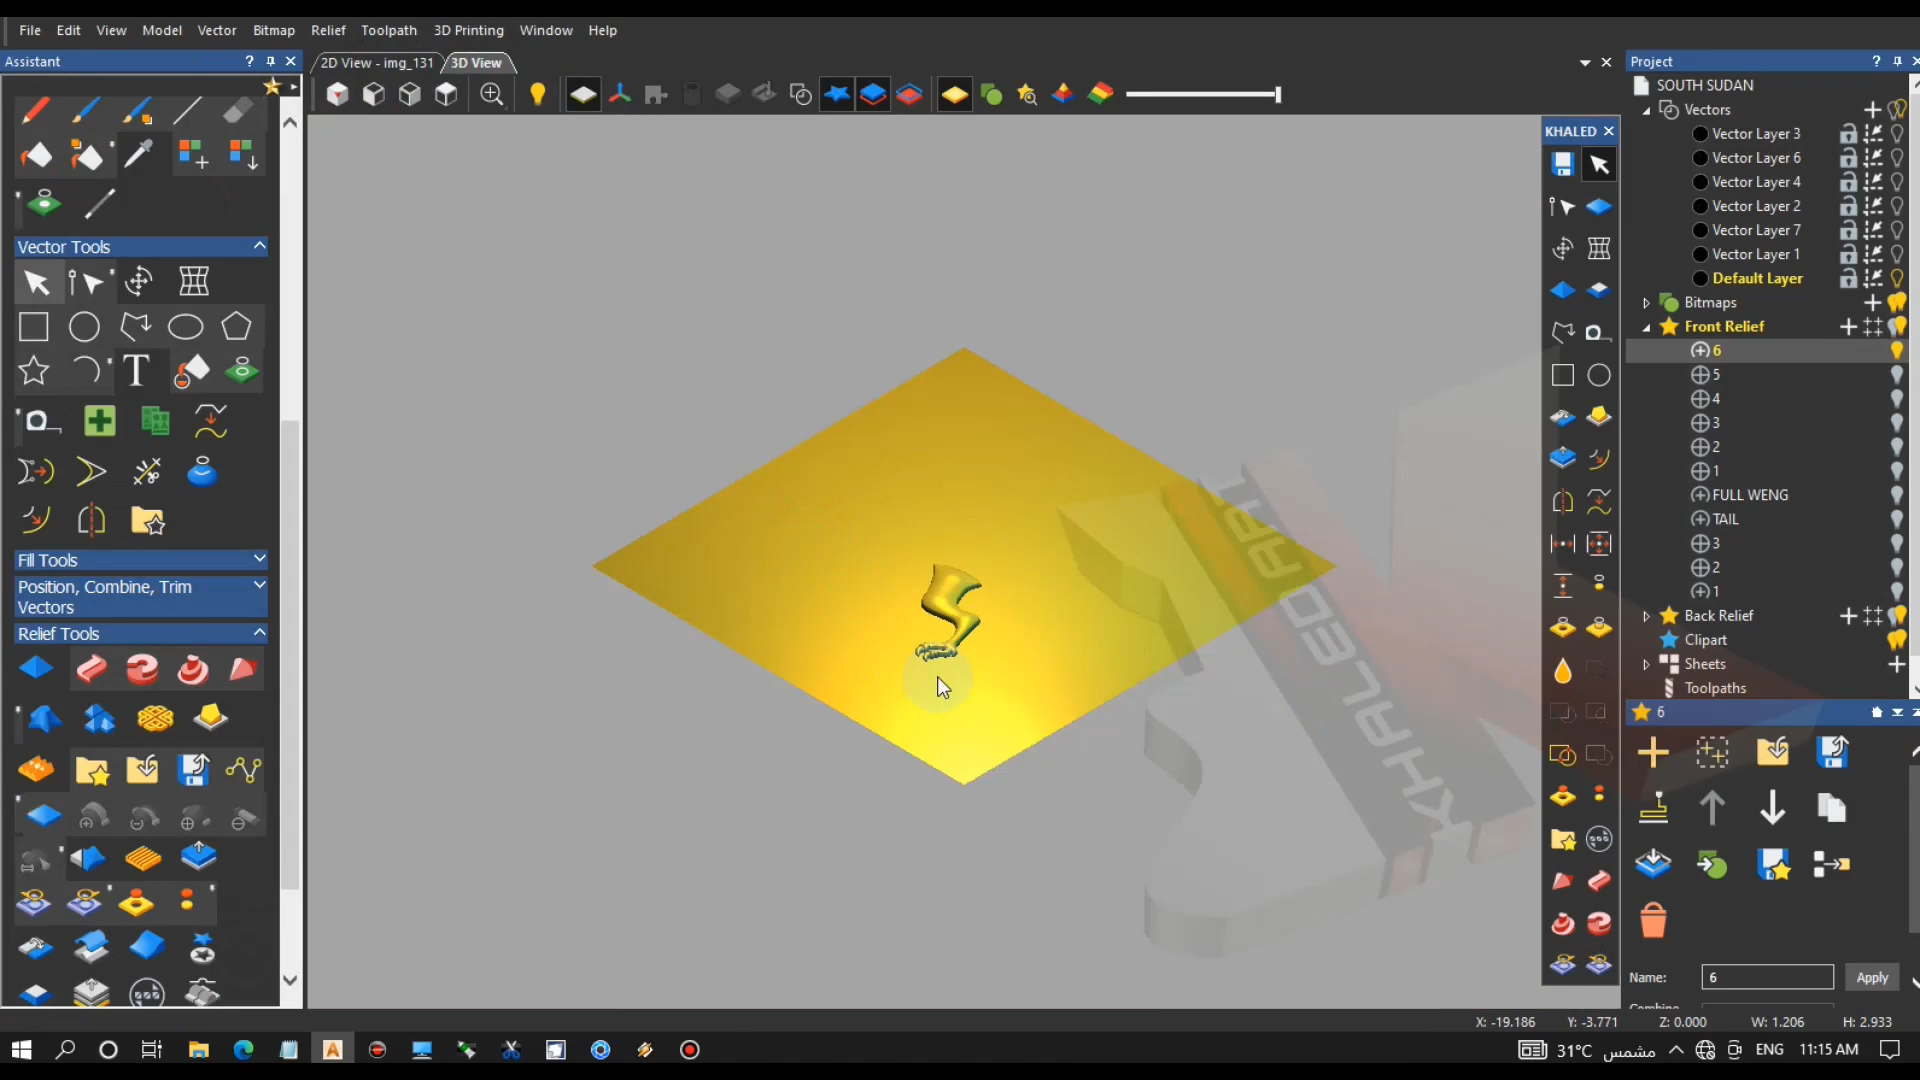 File Edit View Model Vector Bitmap Relief Toolpath 3D Printing Window Help
Assistant ?
2D View - img_131 3D View
Project ?
SOUTH SUDAN
Vectors
Vector Layer 3
Vector Layer 6
Vector Layer 4
Vector Layer 2
Vector Layer 7
Vector Layer 1
Default Layer
Bitmaps
Front Relief
6
5
4
3
2
1
FULL WENG
TAIL
3
2
1
Back Relief
Clipart
Sheets
Toolpaths
6
Name: 6 Apply
KHALED
Vector Tools
Fill Tools
Position, Combine, Trim
Vectors
Relief Tools
KHALEDART
X: -19.186 Y: -3.771 Z: 0.000 W: 1.206 H: 2.933
31°C مشمس ENG 11:15 AM